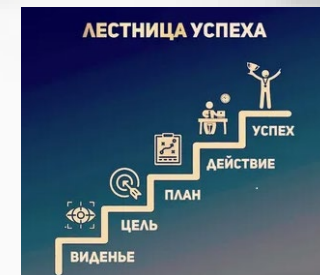 ЛЕСТНИЦА УСПЕХА
УСПЕХ
ДЕЙСТВИЕ
ПЛАН
ЦЕЛЬ
ВИДЕНЬЕ